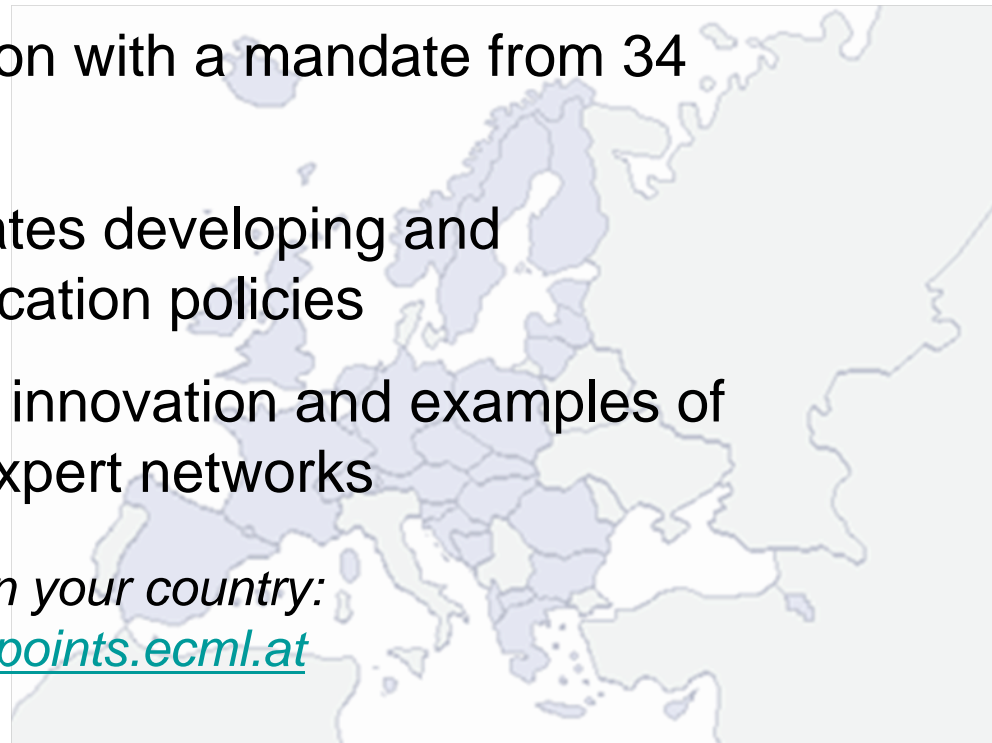 on with a mandate from 34
ates developing and
cation policies
innovation and examples of
xpert networks
n your country:
points.ecml.at